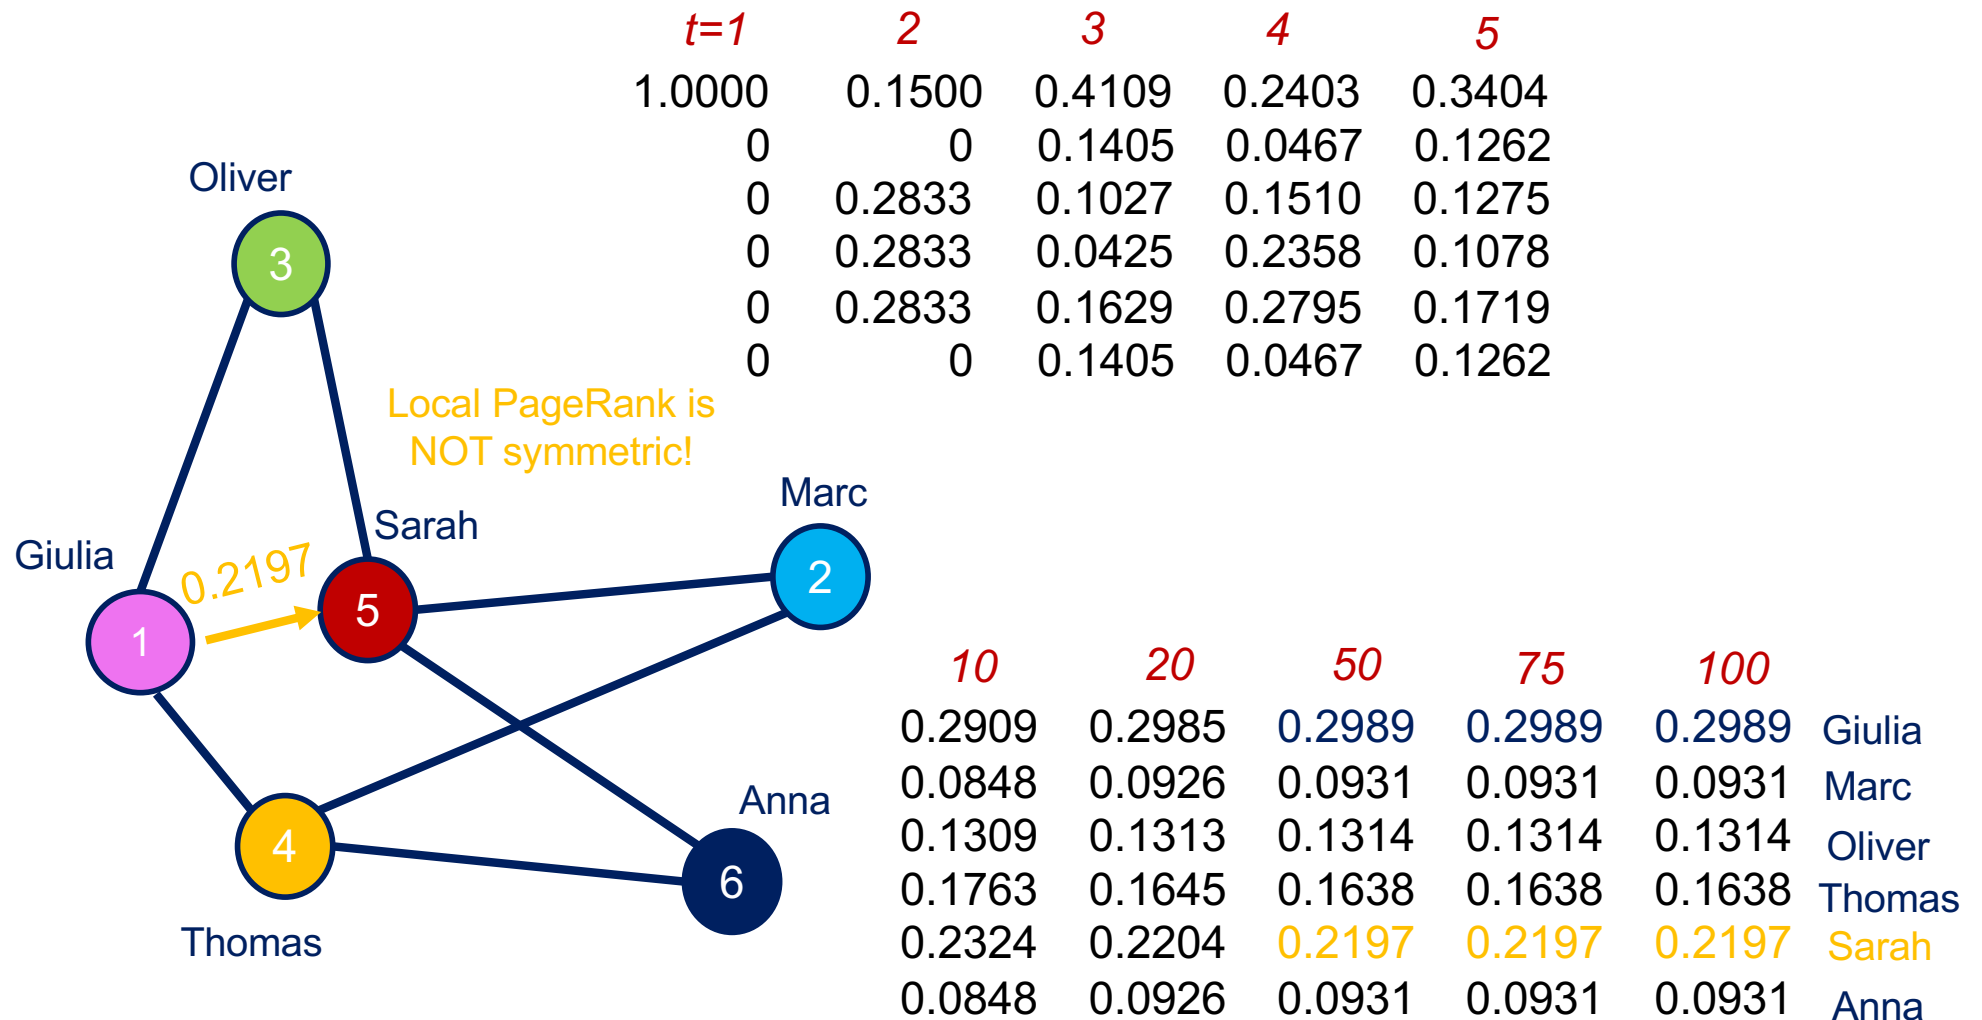 t=1 2 3 4 5
1.0000 0.1500 0.4109 0.2403 0.3404
0 0 0.1405 0.0467 0.1262
0 0.2833 0.1027 0.1510 0.1275
0 0.2833 0.0425 0.2358 0.1078
0 0.2833 0.1629 0.2795 0.1719
0 0 0.1405 0.0467 0.1262
Oliver
3
Local PageRank is
NOT symmetric!
Marc
2
Sarah
5
Giulia
0.2197
1
Anna
6
4
Thomas
10 20 50 75 100
0.2909 0.2985 0.2989 0.2989 0.2989 Giulia
0.0848 0.0926 0.0931 0.0931 0.0931 Marc
0.1309 0.1313 0.1314 0.1314 0.1314 Oliver
0.1763 0.1645 0.1638 0.1638 0.1638 Thomas
0.2324 0.2204 0.2197 0.2197 0.2197 Sarah
0.0848 0.0926 0.0931 0.0931 0.0931 Anna